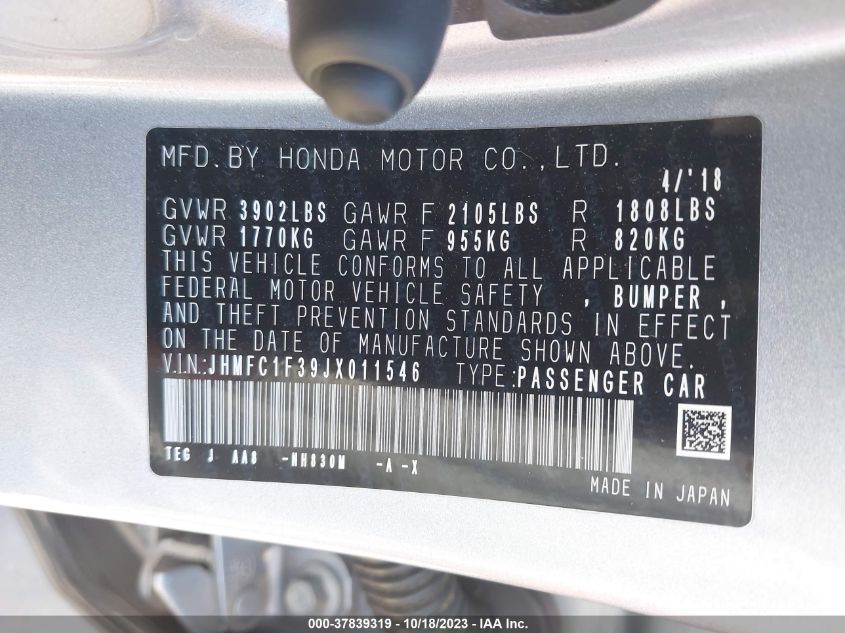 MFD.BY HONDA MOTOR CO.,LTD.
4/'18
GVWR 3902LBS GAWR F 2105LBS R 1808LBS
GVWR 1770KG GAWR F 955KG R 820KG
THIS VEHICLE CONFORMS TO ALL APPLICABLE
FEDERAL MOTOR VEHICLE SAFETY , BUMPER ,
AND THEFT PREVENTION STANDARDS IN EFFECT
ON THE DATE OF MANUFACTURE SHOWN ABOVE.
V.I.N:JHMFC1F39JX011546 TYPE:PASSENGER CAR
TEG J AA8 -NH830M -A -X
MADE IN JAPAN
000-37839319 / 10/18/2023 - IAA Inc.